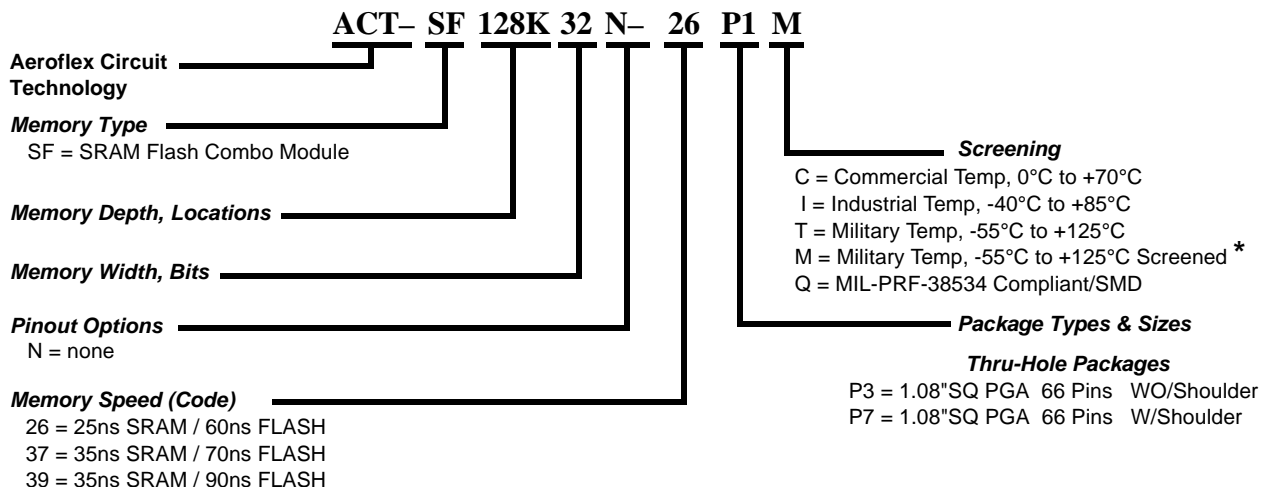 ACT– SF 128K 32 N– 26 P1 M
Aeroflex Circuit
Technology
Memory Type
SF = SRAM Flash Combo Module
Memory Depth, Locations
Memory Width, Bits
Pinout Options
N = none
Memory Speed (Code)
26 = 25ns SRAM / 60ns FLASH
37 = 35ns SRAM / 70ns FLASH
39 = 35ns SRAM / 90ns FLASH
Screening
C = Commercial Temp, 0°C to +70°C
I = Industrial Temp, -40°C to +85°C
T = Military Temp, -55°C to +125°C
M = Military Temp, -55°C to +125°C Screened *
Q = MIL-PRF-38534 Compliant/SMD
Package Types & Sizes
Thru-Hole Packages
P3 = 1.08"SQ PGA 66 Pins WO/Shoulder
P7 = 1.08"SQ PGA 66 Pins W/Shoulder